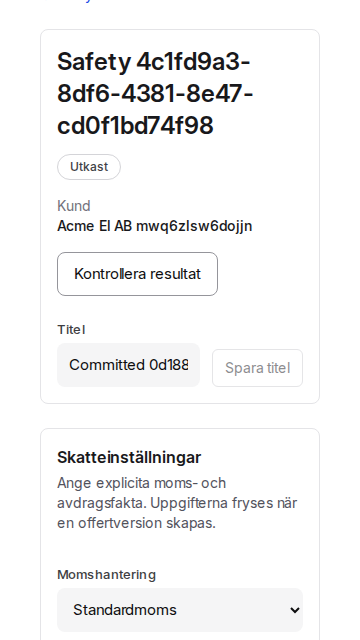 Safety 4c1fd9a3-
8df6-4381-8e47-
cd0f1bd74f98
Utkast
Kund
Acme El AB mwq6zlsw6dojjn
Kontrollera resultat
Titel
Committed 0d188
Spara titel
Skatteinställningar
Ange explicita moms- och
avdragsfakta. Uppgifterna fryses när
en offertversion skapas.
Momshantering
Standardmoms